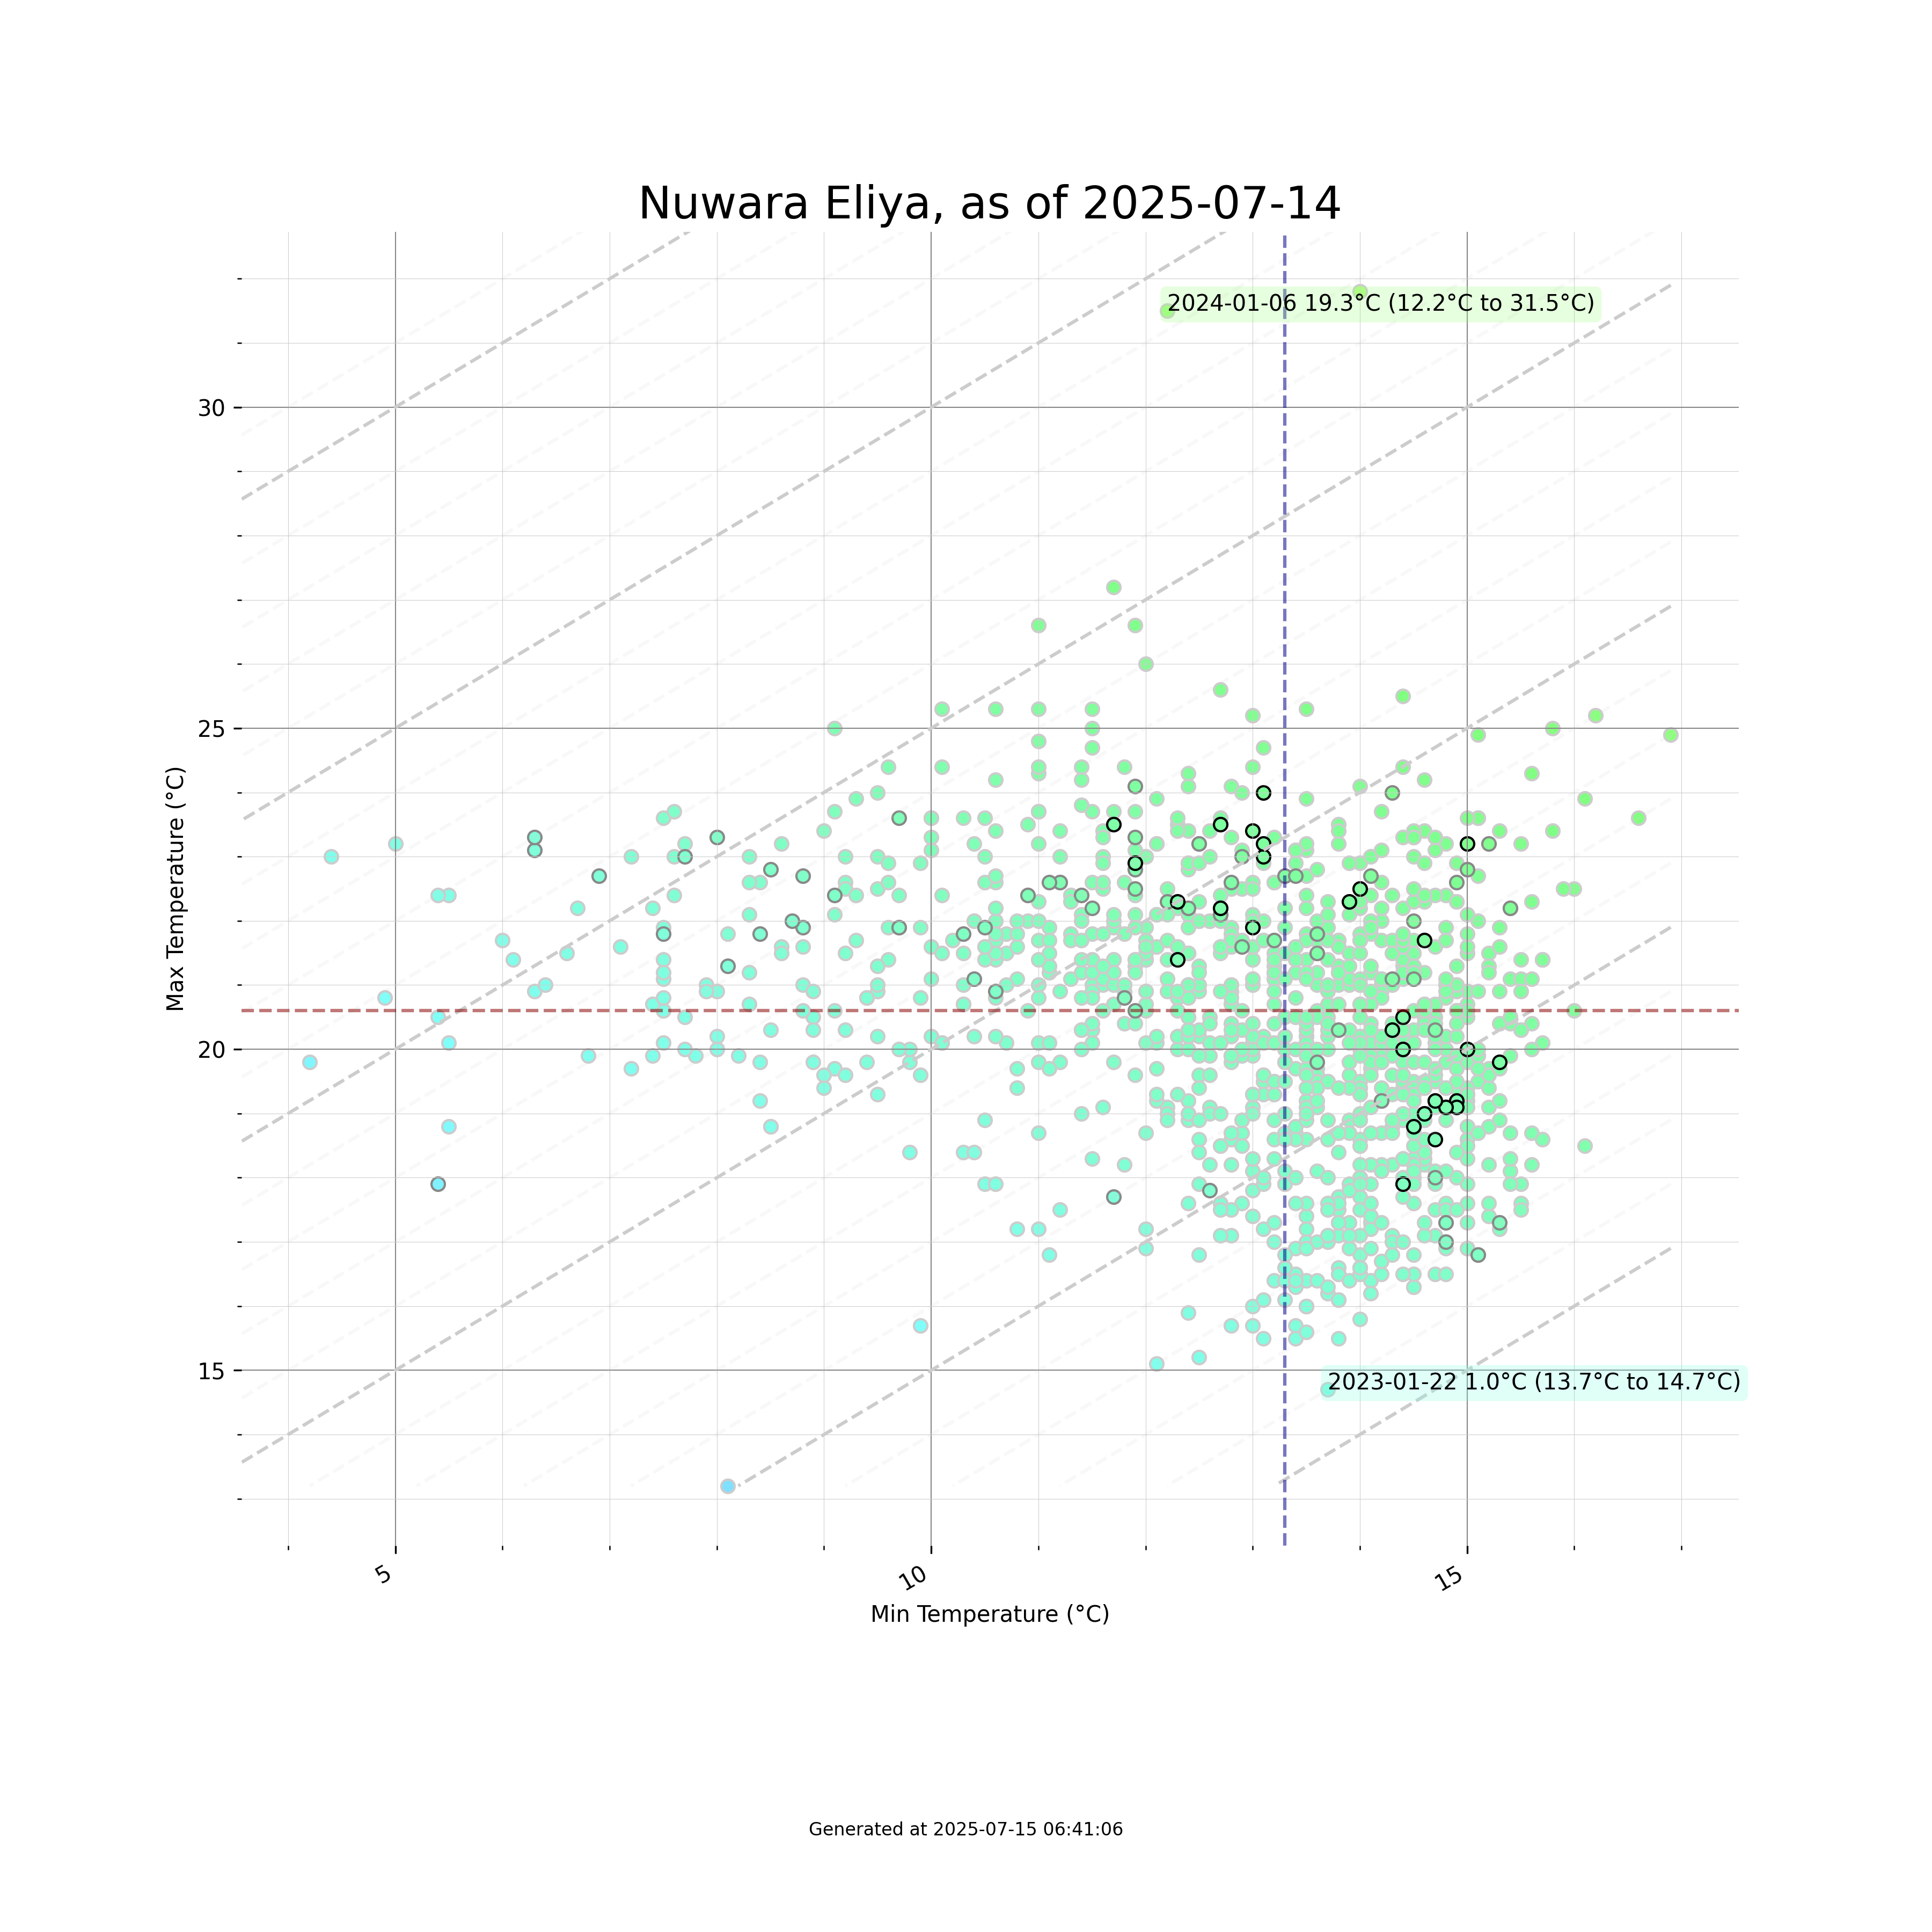 Nuwara Eliya, as of 2025-07-14
2024-01-06 19.3°C (12.2°C to 31.5°C)
30
25
Max Temperature (°C)
20
15
2023-01-22 1.0°C (13.7°C to 14.7°C)
5
10
15
Min Temperature (°C)
Generated at 2025-07-15 06:41:06